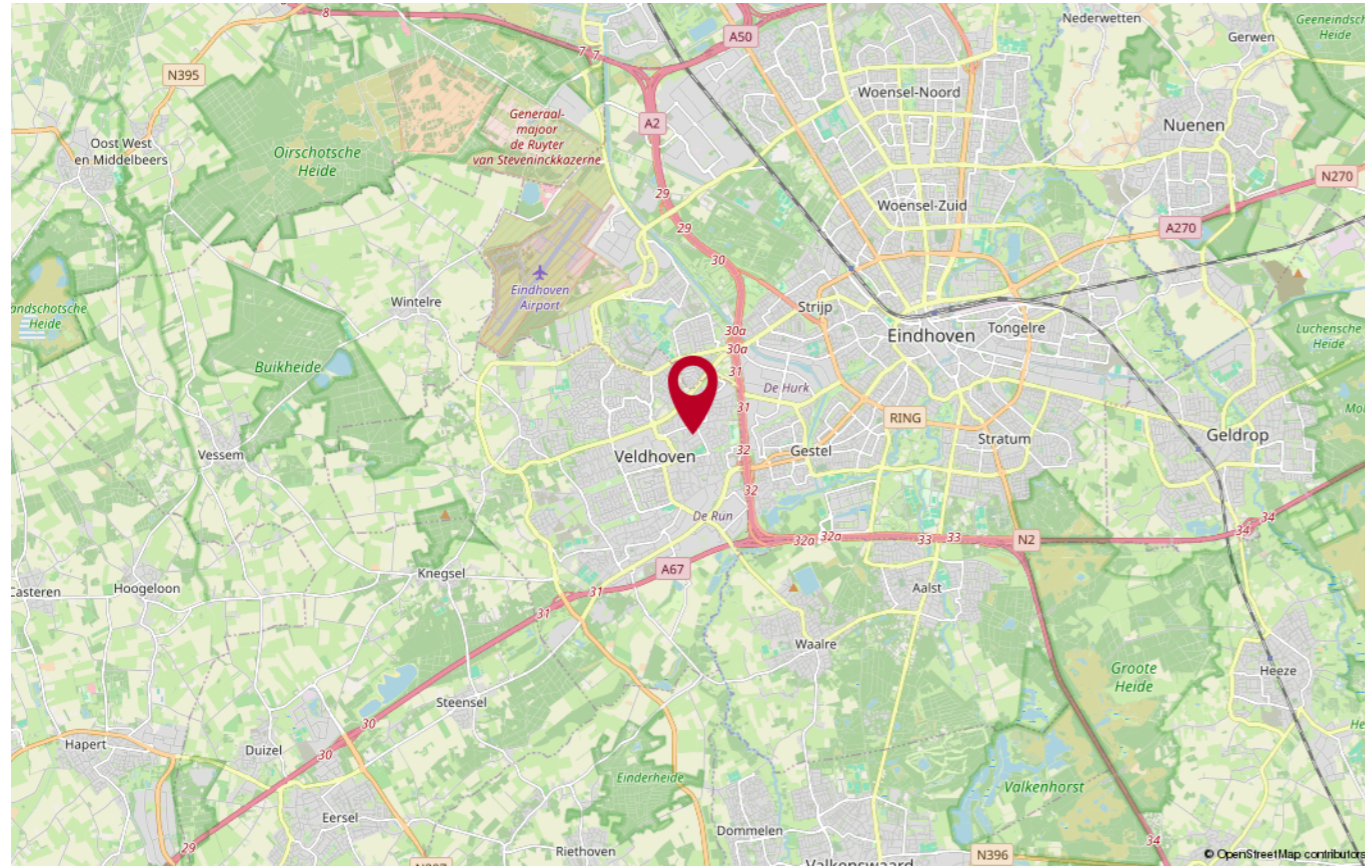 8
A50
Nederwetten
Geeneindsch
Heide
Gerwen
7
7
N395
Woensel-Noord
Generaal-
majoor
de Ruyter
van Steveninckkazerne
A2
Nuenen
Oost West
en Middelbeers
Oirschotsche
Heide
N270
29
Woensel-Zuid
29
A270
30
Eindhoven
Airport
Wintelre
andschotsche
Heide
Strijp
Eindhoven
Tongelre
Luchensche
Heide
30a
30a
31
Buikheide
De Hurk
31
RING
Mo
Stratum
Geldrop
Gestel
32
Vessem
Veldhoven
32
De Run
34
34
32a
32a
33
33
N2
A67
Knegsel
Casteren
Hoogeloon
31
31
Aalst
Waalre
Groote
Heide
Heeze
Steensel
30
He
Hapert
Duizel
30
Einderheide
Valkenhorst
Eersel
Dommelen
34
29
Riethoven
Valkenswaard
N396
© OpenStreetMap contributors